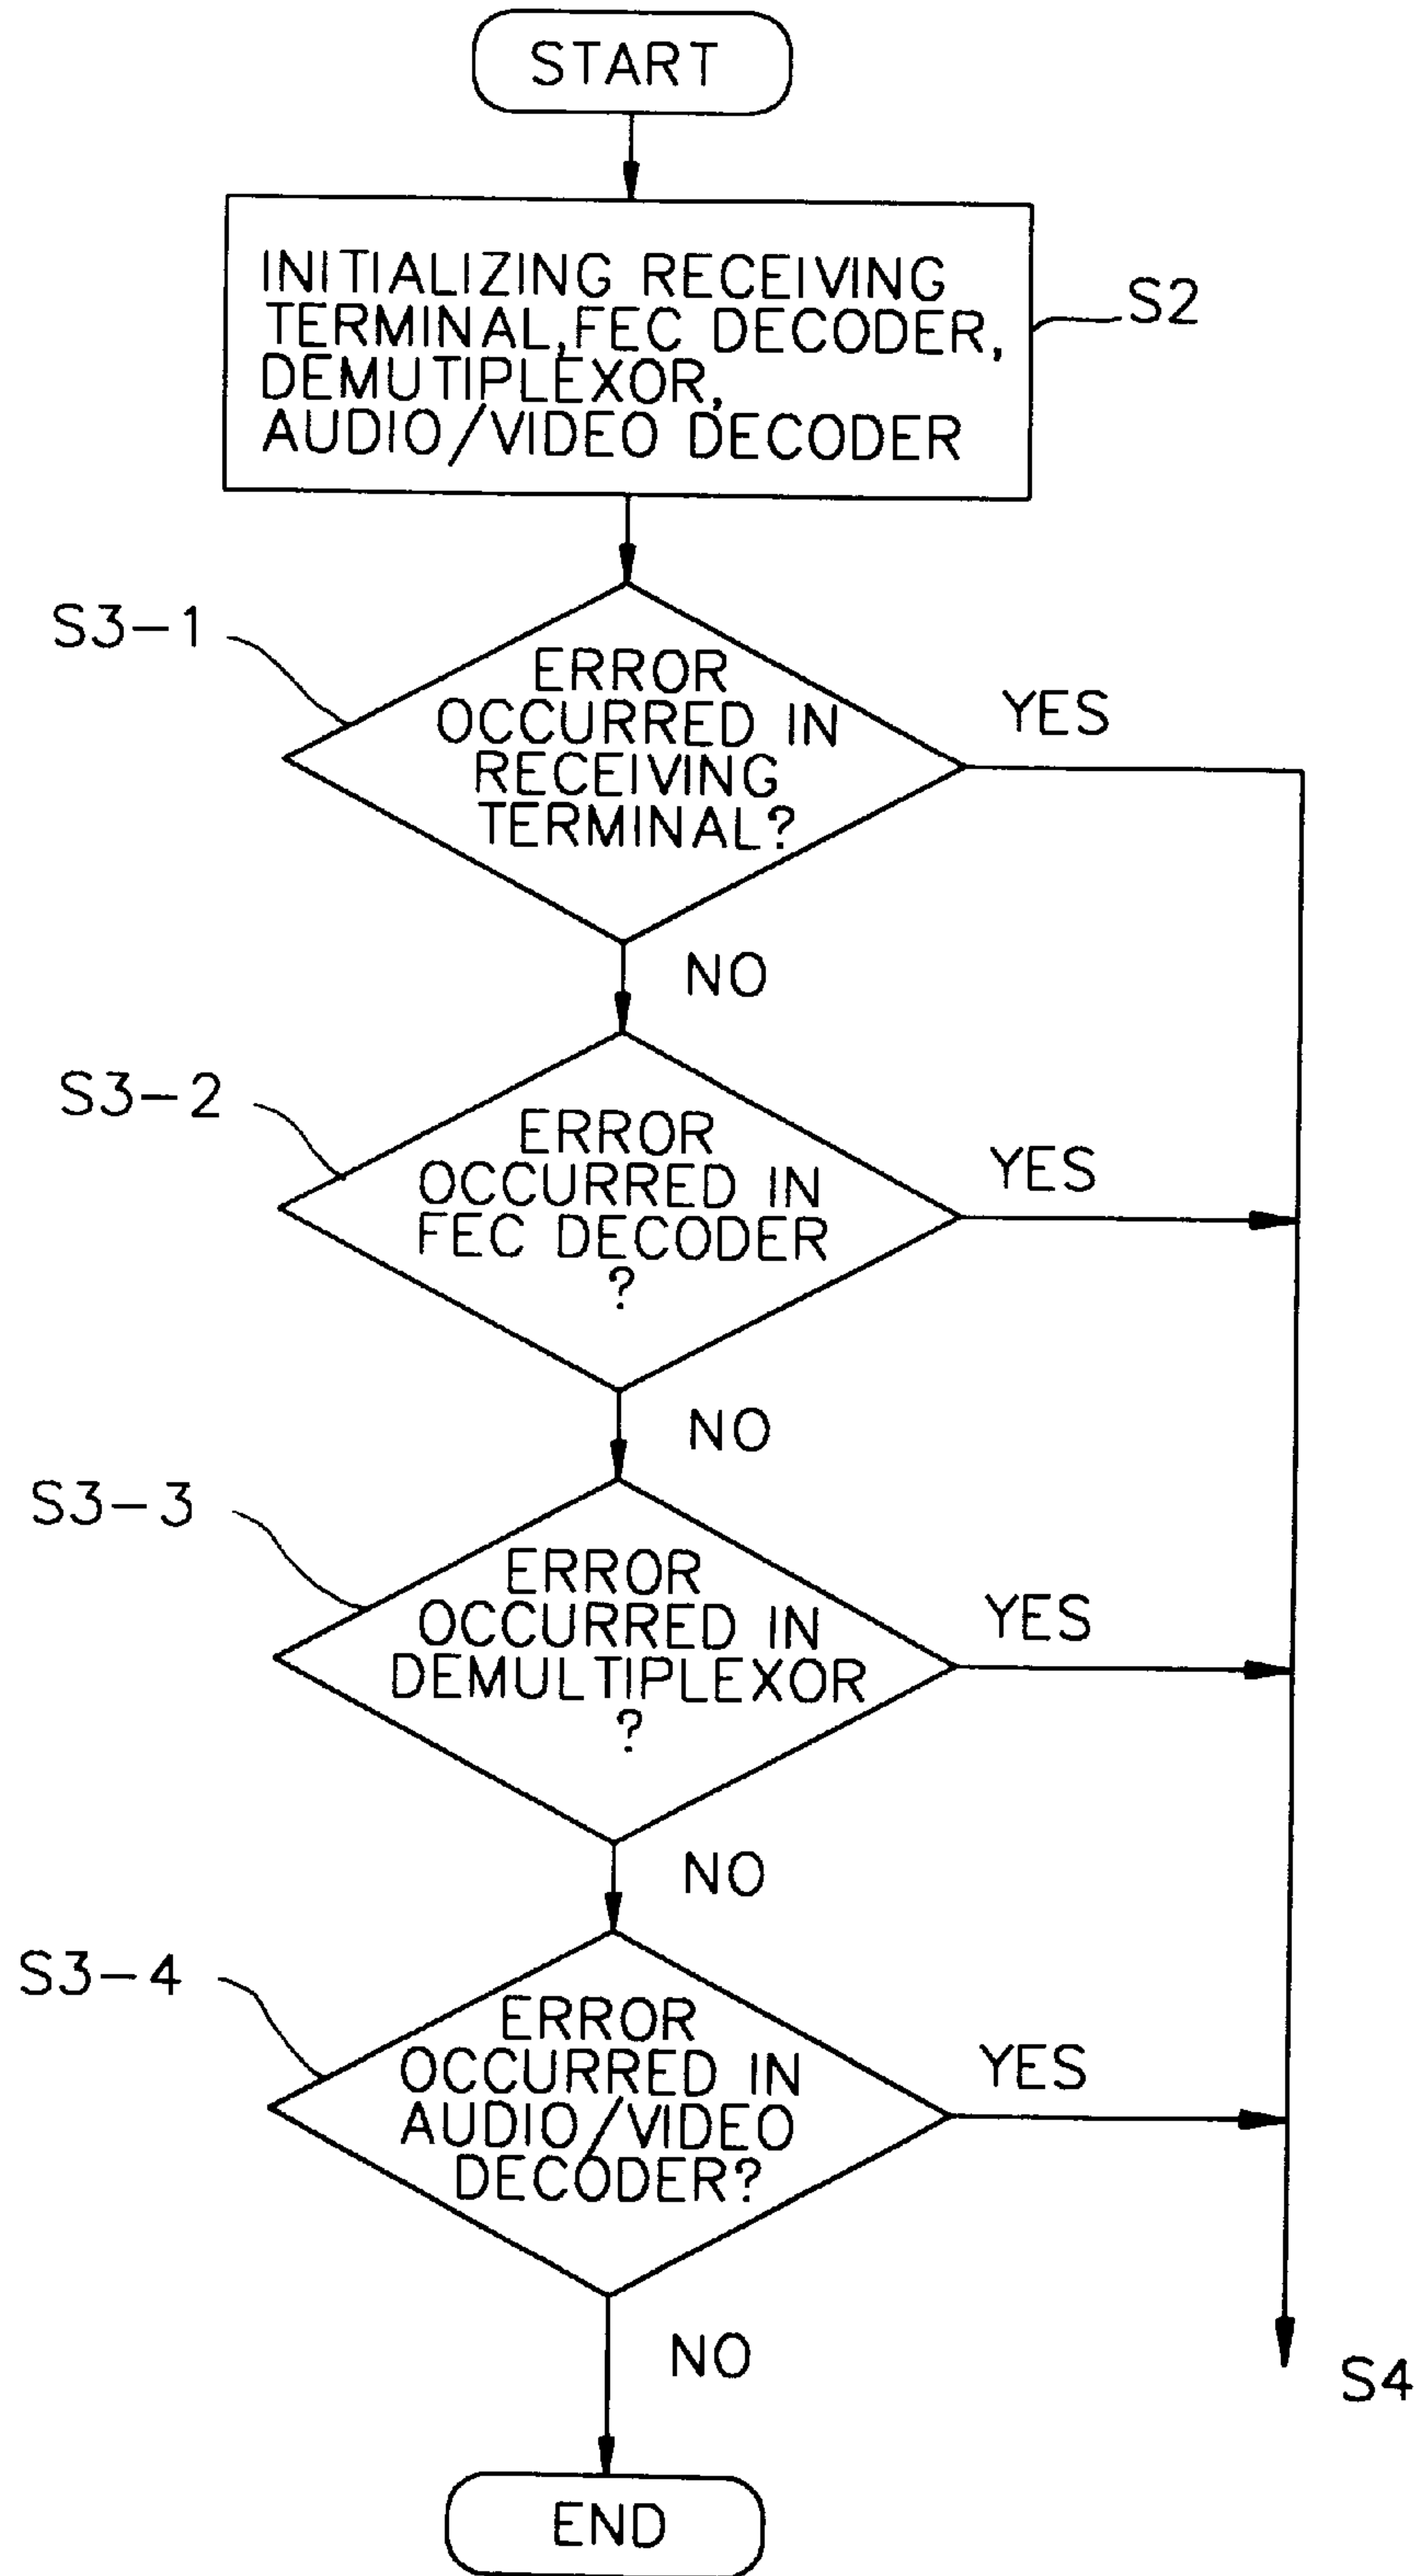 START
INITIALIZING RECEIVING
TERMINAL,FEC DECODER,
DEMUTIPLEXOR,
AUDIO/VIDEO DECODER
S2
S3-1
ERROR
OCCURRED IN
RECEIVING
TERMINAL?
YES
NO
S3-2
ERROR
OCCURRED IN
FEC DECODER
?
YES
NO
S3-3
ERROR
OCCURRED IN
DEMULTIPLEXOR
?
YES
NO
S3-4
ERROR
OCCURRED IN
AUDIO/VIDEO
DECODER?
YES
NO
S4
END